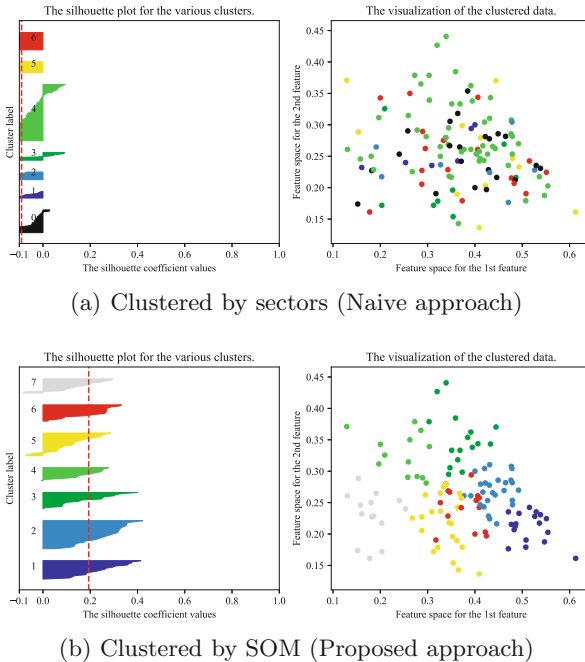 The silhouette plot for the various clusters.
The visualization of the clustered data.
Cluster label
6
5
4
3
2
1
0
−0.1 0.0 0.2 0.4 0.6 0.8 1.0
The silhouette coefficient values
Feature space for the 2nd feature
0.45
0.40
0.35
0.30
0.25
0.20
0.15
0.1 0.2 0.3 0.4 0.5 0.6
Feature space for the 1st feature
(a) Clustered by sectors (Naive approach)
The silhouette plot for the various clusters.
The visualization of the clustered data.
Cluster label
7
6
5
4
3
2
1
−0.1 0.0 0.2 0.4 0.6 0.8 1.0
The silhouette coefficient values
Feature space for the 2nd feature
0.45
0.40
0.35
0.30
0.25
0.20
0.15
0.1 0.2 0.3 0.4 0.5 0.6
Feature space for the 1st feature
(b) Clustered by SOM (Proposed approach)